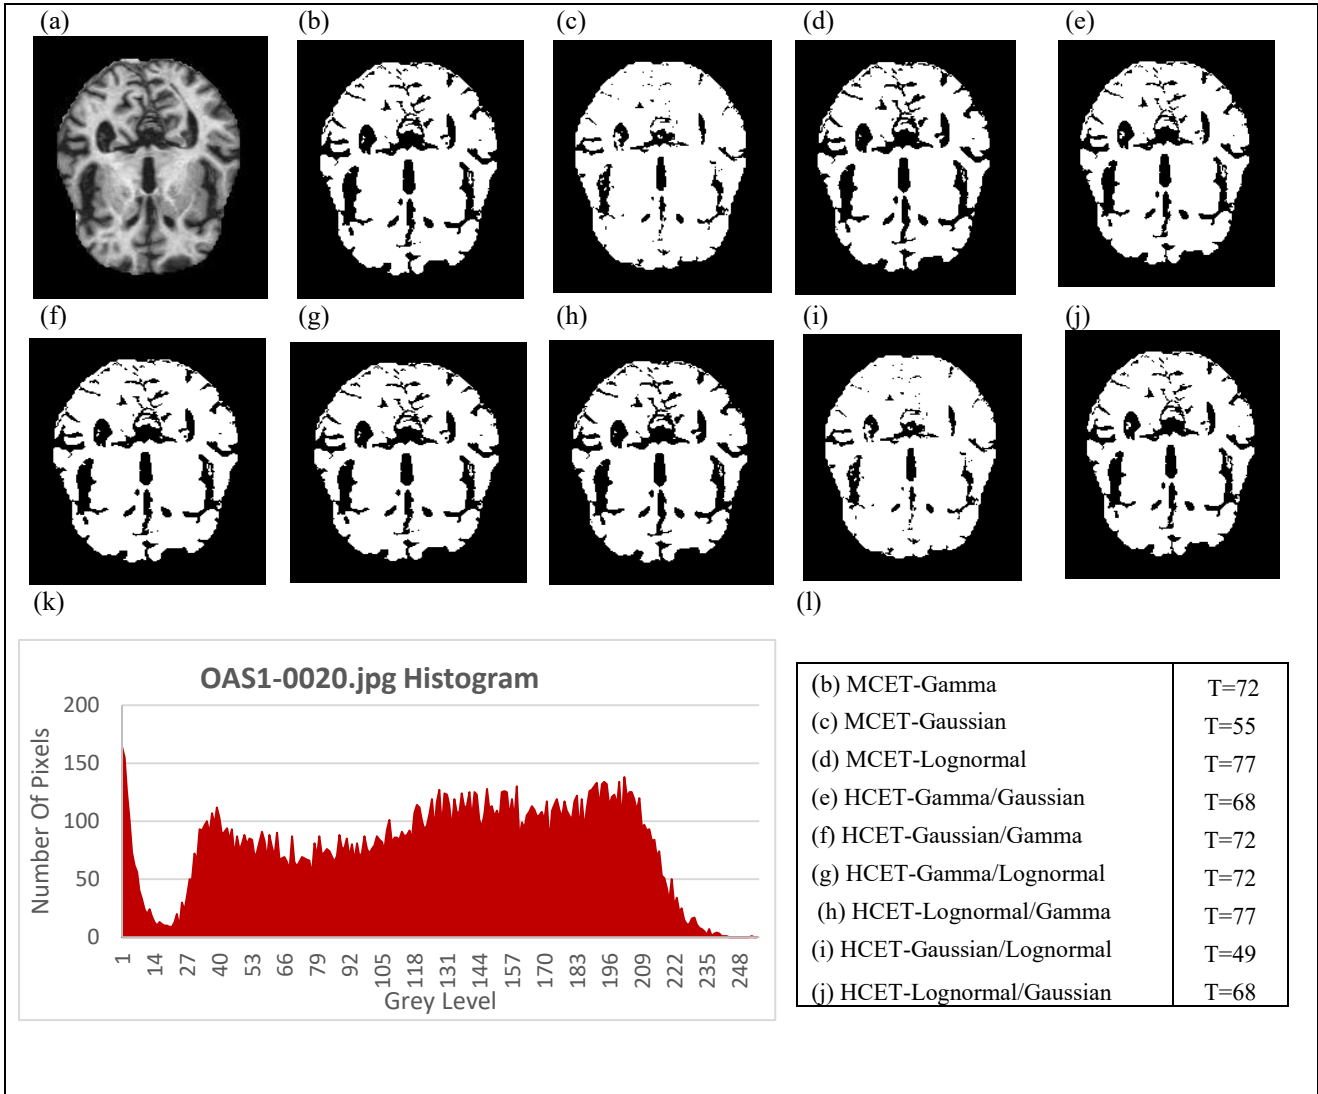 (a) (b) (c) (d) (e)
(f) (g) (h) (i) (j)
(k) (l)
OAS1-0020.jpg Histogram
Number Of Pixels
200
150
100
50
0
1 14 27 40 53 66 79 92 105 118 131 144 157 170 183 196 209 222 235 248
Grey Level
(b) MCET-Gamma T=72
(c) MCET-Gaussian T=55
(d) MCET-Lognormal T=77
(e) HCET-Gamma/Gaussian T=68
(f) HCET-Gaussian/Gamma T=72
(g) HCET-Gamma/Lognormal T=72
(h) HCET-Lognormal/Gamma T=77
(i) HCET-Gaussian/Lognormal T=49
(j) HCET-Lognormal/Gaussian T=68